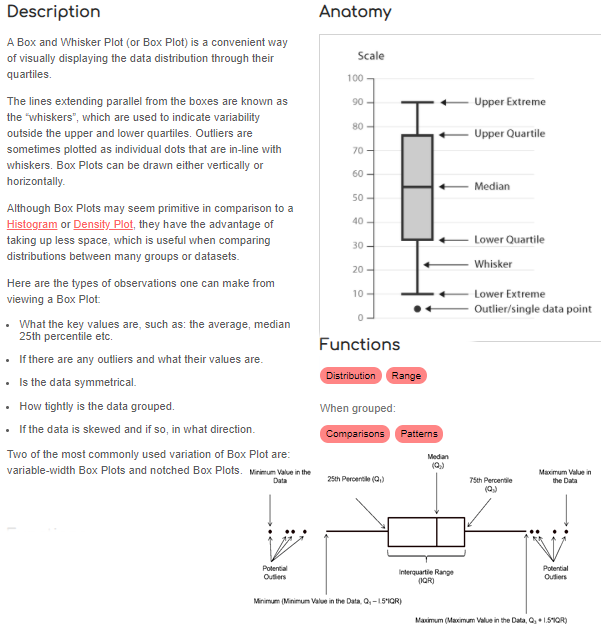 Description
A Box and Whisker Plot (or Box Plot) is a convenient way
of visually displaying the data distribution through their
quartiles.
The lines extending parallel from the boxes are known as
the “whiskers”, which are used to indicate variability
outside the upper and lower quartiles. Outliers are
sometimes plotted as individual dots that are in-line with
whiskers. Box Plots can be drawn either vertically or
horizontally.
Although Box Plots may seem primitive in comparison to a
Histogram or Density Plot, they have the advantage of
taking up less space, which is useful when comparing
distributions between many groups or datasets.
Here are the types of observations one can make from
viewing a Box Plot:
• What the key values are, such as: the average, median
25th percentile etc.
• If there are any outliers and what their values are.
• Is the data symmetrical.
• How tightly is the data grouped.
• If the data is skewed and if so, in what direction.
Two of the most commonly used variation of Box Plot are:
variable-width Box Plots and notched Box Plots.
Anatomy
Scale
100
90
80
70
60
50
40
30
20
10
0
Upper Extreme
Upper Quartile
Median
Lower Quartile
Whisker
Lower Extreme
Outlier/single data point
Functions
Distribution
Range
When grouped:
Comparisons
Patterns
Minimum Value in the
Data
25th Percentile (Q₁)
Median
(Q₂)
75th Percentile
(Q₃)
Maximum Value in
the Data
Potential
Outliers
Interquartile Range
(IQR)
Potential
Outliers
Minimum (Minimum Value in the Data, Q₁ – 1.5*IQR)
Maximum (Maximum Value in the Data, Q₃ + 1.5*IQR)